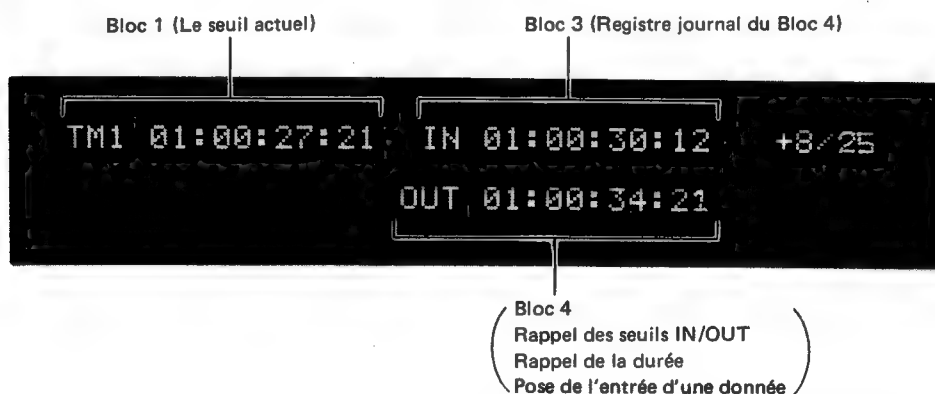 Bloc 1 (Le seuil actuel)
Bloc 3 (Registre journal du Bloc 4)
TM1 01:00:27:21 IN 01:00:30:12 +8/25
OUT 01:00:34:21
Bloc 4
Rappel des seuils IN/OUT
Rappel de la durée
Pose de l'entrée d'une donnée